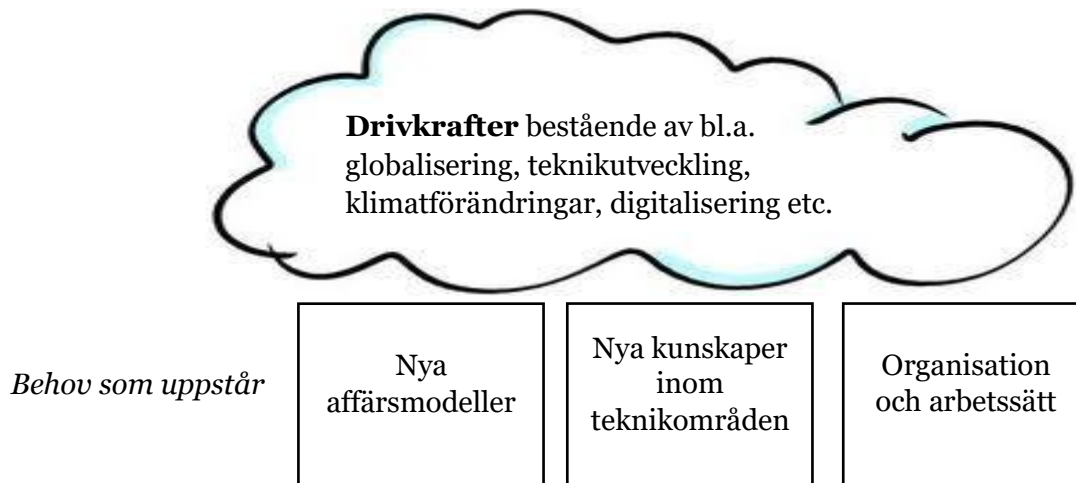 Drivkrafter bestående av bl.a.
globalisering, teknikutveckling,
klimatförändringar, digitalisering etc.
Behov som uppstår
Nya
affärsmodeller
Nya kunskaper
inom
teknikområden
Organisation
och arbetssätt